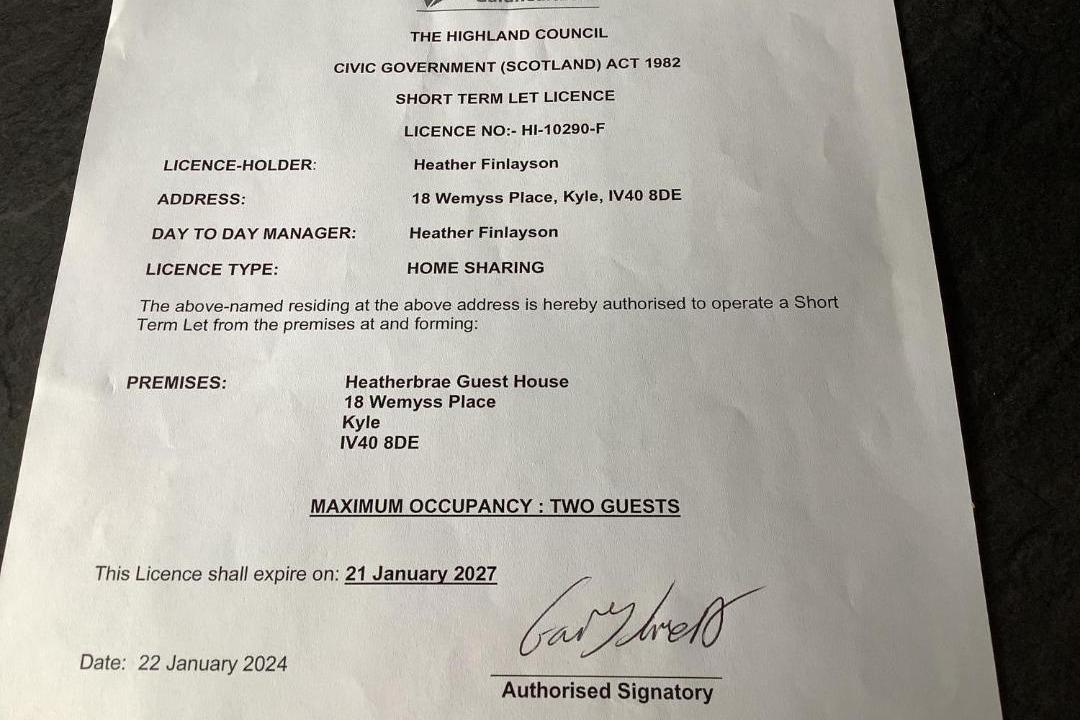 THE HIGHLAND COUNCIL
CIVIC GOVERNMENT (SCOTLAND) ACT 1982
SHORT TERM LET LICENCE
LICENCE NO:- HI-10290-F
LICENCE-HOLDER: Heather Finlayson
ADDRESS: 18 Wemyss Place, Kyle, IV40 8DE
DAY TO DAY MANAGER: Heather Finlayson
LICENCE TYPE: HOME SHARING
The above-named residing at the above address is hereby authorised to operate a Short
Term Let from the premises at and forming:
PREMISES: Heatherbrae Guest House
18 Wemyss Place
Kyle
IV40 8DE
MAXIMUM OCCUPANCY : TWO GUESTS
This Licence shall expire on: 21 January 2027
Date: 22 January 2024
Authorised Signatory